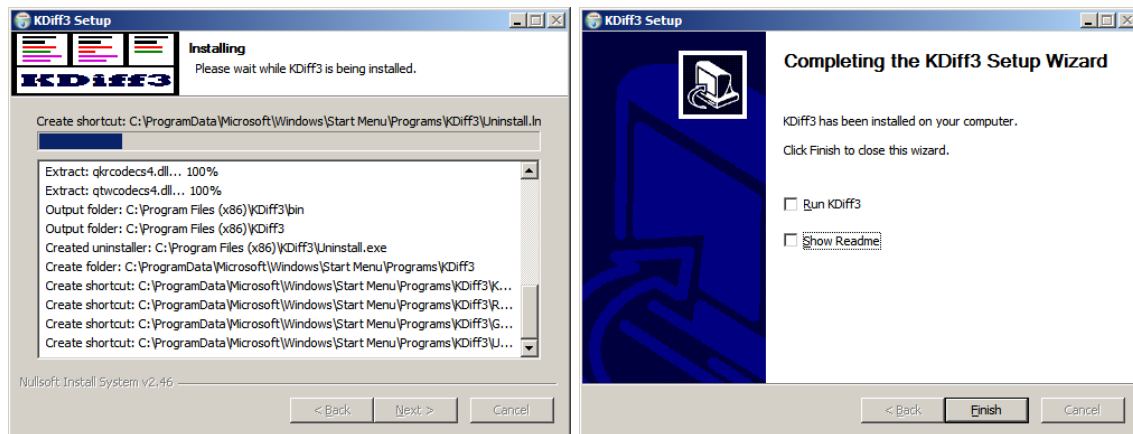 KDiff3 Setup
KDiff3
Installing
Please wait while KDiff3 is being installed.
Create shortcut: C:\ProgramData\Microsoft\Windows\Start Menu\Programs\KDiff3\Uninstall.ln
Extract: qkrcodecs4.dll... 100%
Extract: qtwcodecs4.dll... 100%
Output folder: C:\Program Files (x86)\KDiff3\bin
Output folder: C:\Program Files (x86)\KDiff3
Created uninstaller: C:\Program Files (x86)\KDiff3\Uninstall.exe
Create folder: C:\ProgramData\Microsoft\Windows\Start Menu\Programs\KDiff3
Create shortcut: C:\ProgramData\Microsoft\Windows\Start Menu\Programs\KDiff3\K...
Create shortcut: C:\ProgramData\Microsoft\Windows\Start Menu\Programs\KDiff3\R...
Create shortcut: C:\ProgramData\Microsoft\Windows\Start Menu\Programs\KDiff3\G...
Create shortcut: C:\ProgramData\Microsoft\Windows\Start Menu\Programs\KDiff3\U...
Nullsoft Install System v2.46
< Back Next > Cancel
KDiff3 Setup
Completing the KDiff3 Setup Wizard
KDiff3 has been installed on your computer.
Click Finish to close this wizard.
Run KDiff3
Show Readme
< Back Finish Cancel